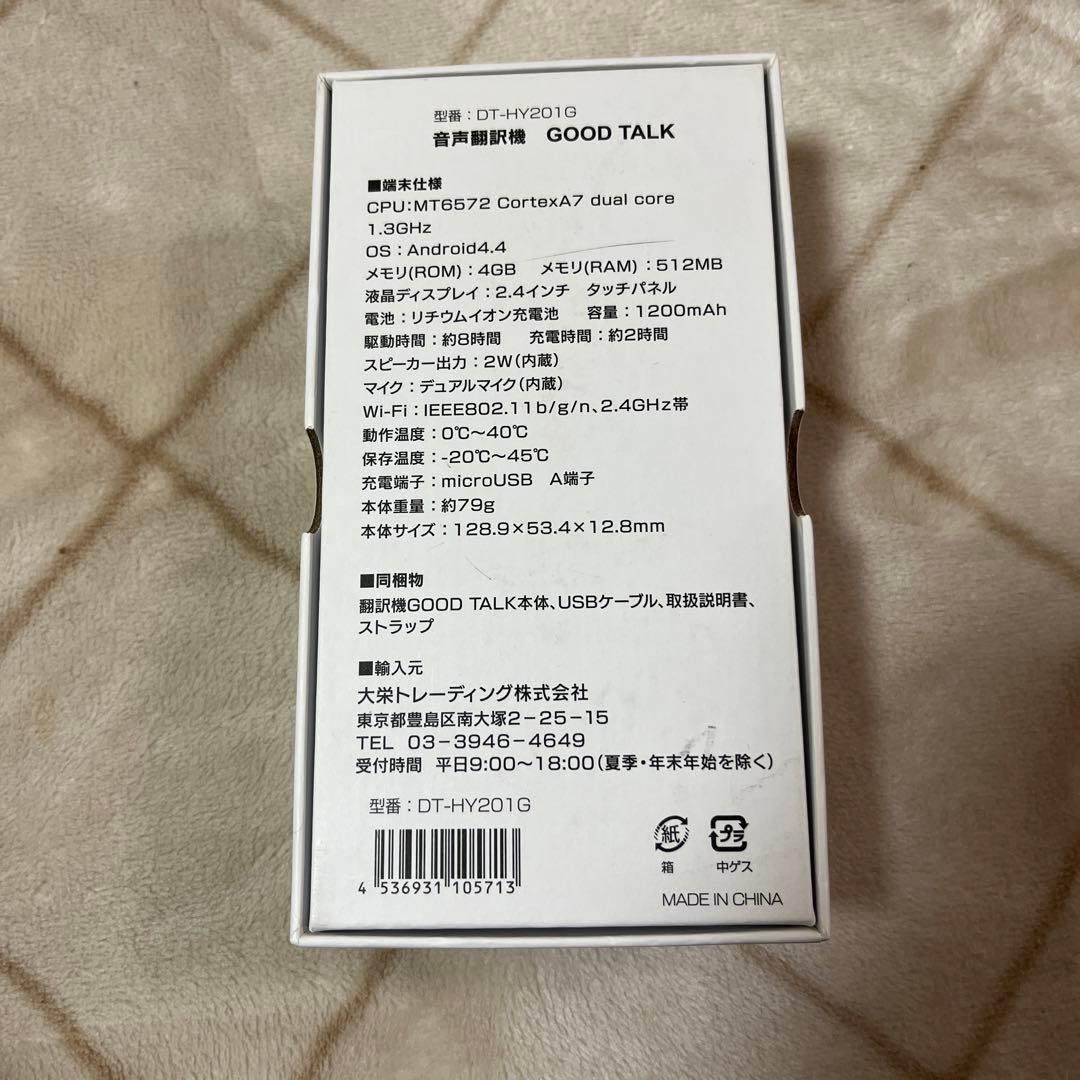 型番：DT-HY201G
音声翻訳機　GOOD TALK
■端末仕様
CPU：MT6572 CortexA7 dual core
1.3GHz
OS：Android4.4
メモリ(ROM)：4GB　メモリ(RAM)：512MB
液晶ディスプレイ：2.4インチ　タッチパネル
電池：リチウムイオン充電池　容量：1200mAh
駆動時間：約8時間　充電時間：約2時間
スピーカー出力：2W(内蔵)
マイク：デュアルマイク(内蔵)
Wi-Fi：IEEE802.11b/g/n、2.4GHz帯
動作温度：0℃〜40℃
保存温度：-20℃〜45℃
充電端子：microUSB　A端子
本体重量：約79g
本体サイズ：128.9×53.4×12.8mm
■同梱物
翻訳機GOOD TALK本体、USBケーブル、取扱説明書、
ストラップ
■輸入元
大栄トレーディング株式会社
東京都豊島区南大塚2−25−15
TEL　03−3946−4649
受付時間　平日9:00〜18:00(夏季・年末年始を除く)
型番：DT-HY201G
4 536931 105713
紙 プラ
箱 中ゲス
MADE IN CHINA